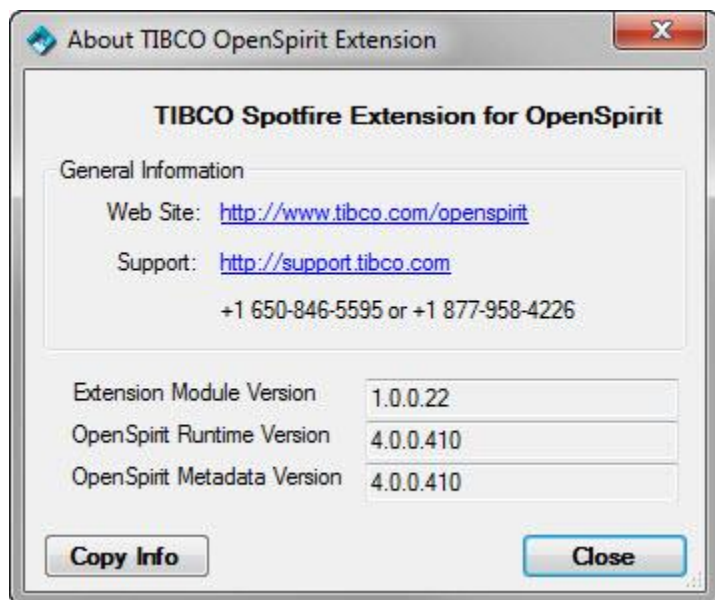 About TIBCO OpenSpirit Extension
TIBCO Spotfire Extension for OpenSpirit
General Information
Web Site: http://www.tibco.com/openspirit
Support: http://support.tibco.com
+1 650-846-5595 or +1 877-958-4226
Extension Module Version 1.0.0.22
OpenSpirit Runtime Version 4.0.0.410
OpenSpirit Metadata Version 4.0.0.410
Copy Info Close